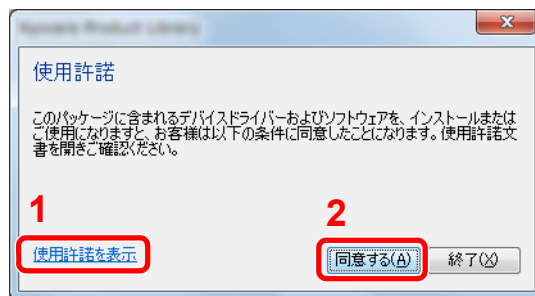 Kyocera Product Library
使用許諾
このパッケージに含まれるデバイスドライバーおよびソフトウェアを、インストールまたは
ご使用になりますと、お客様は以下の条件に同意したことになります。使用許諾文
書を開きご確認ください。
1
2
使用許諾を表示
同意する(A)
終了(X)